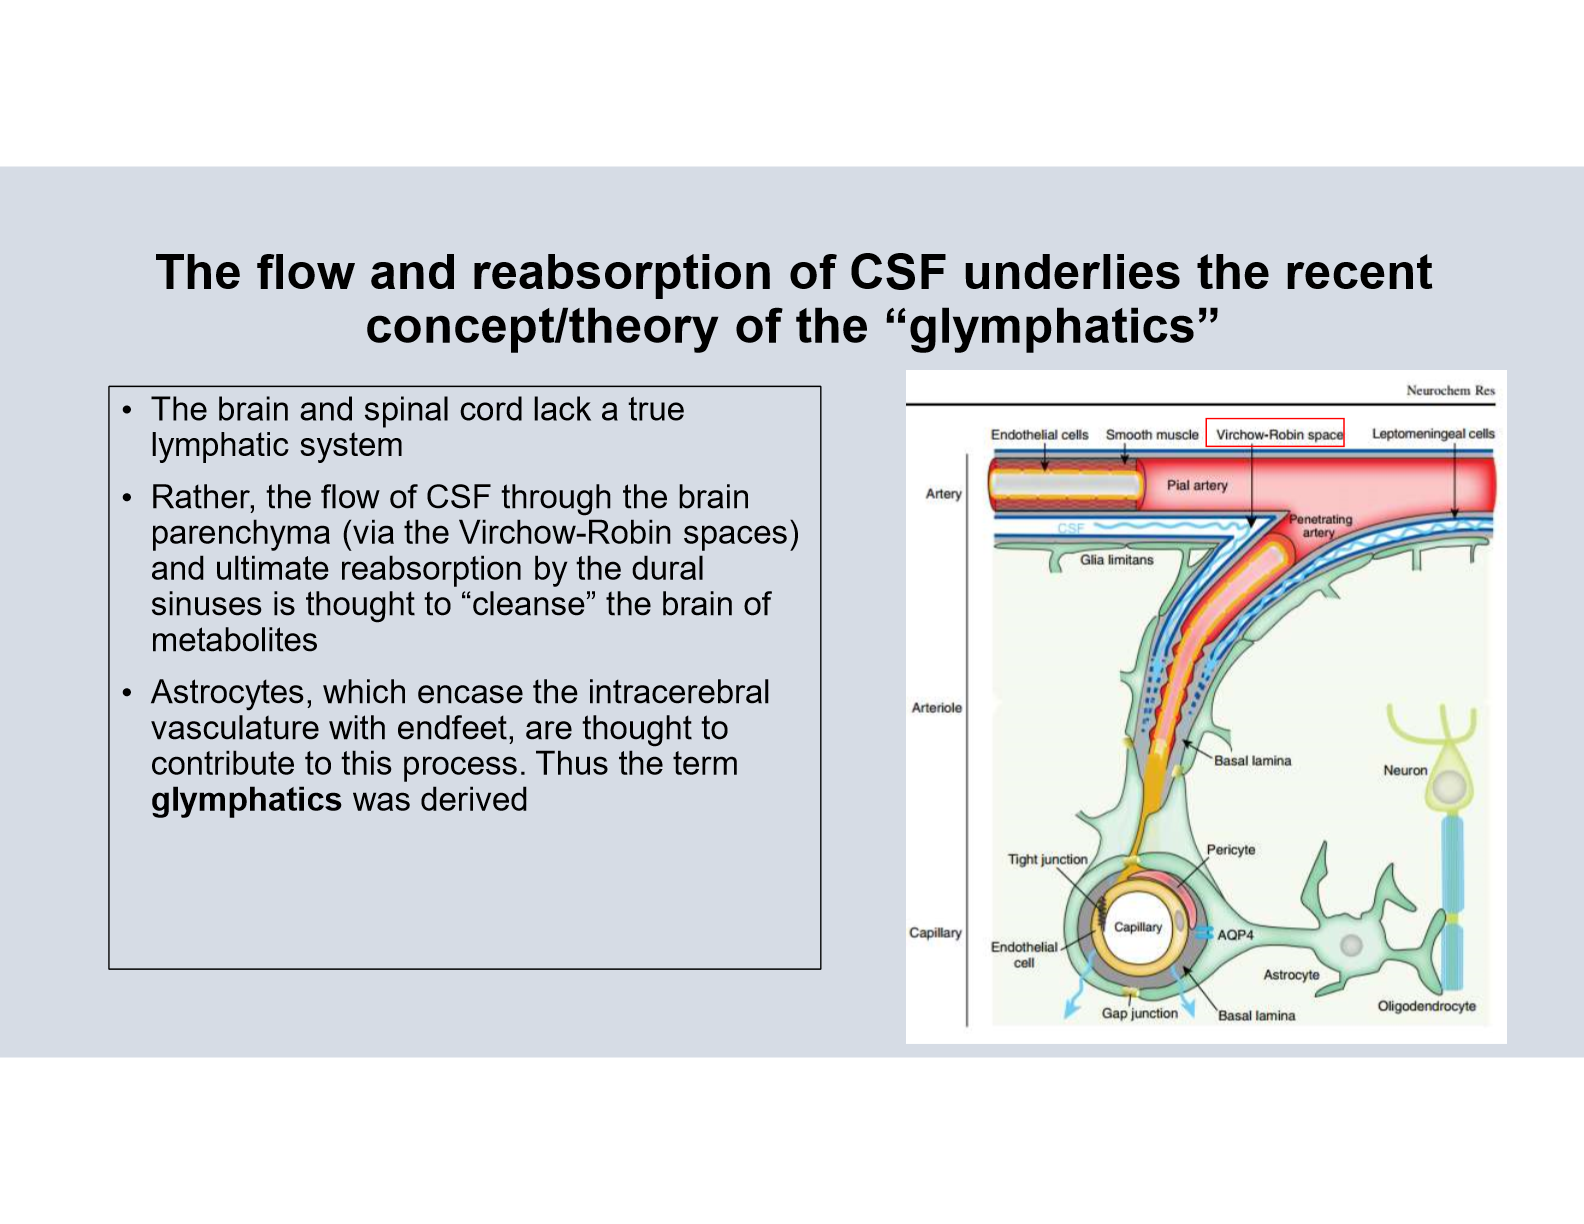 The flow and reabsorption of CSF underlies the recent
concept/theory of the “glymphatics”
• The brain and spinal cord lack a true
lymphatic system
• Rather, the flow of CSF through the brain
parenchyma (via the Virchow-Robin spaces)
and ultimate reabsorption by the dural
sinuses is thought to “cleanse” the brain of
metabolites
• Astrocytes, which encase the intracerebral
vasculature with endfeet, are thought to
contribute to this process. Thus the term
glymphatics was derived
Neurochem Res
Endothelial cells
Smooth muscle
Virchow-Robin space
Leptomeningeal cells
Artery
Pial artery
CSF
Penetrating
artery
Glia limitans
Arteriole
Basal lamina
Neuron
Tight junction
Pericyte
Capillary
Capillary
AQP4
Endothelial
cell
Astrocyte
Gap junction
Basal lamina
Oligodendrocyte